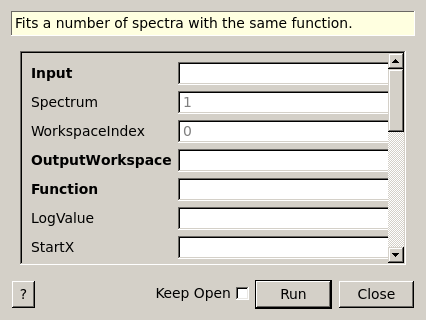 Fits a number of spectra with the same function.
Input
Spectrum 1
WorkspaceIndex 0
OutputWorkspace
Function
LogValue
StartX
? Keep Open Run Close